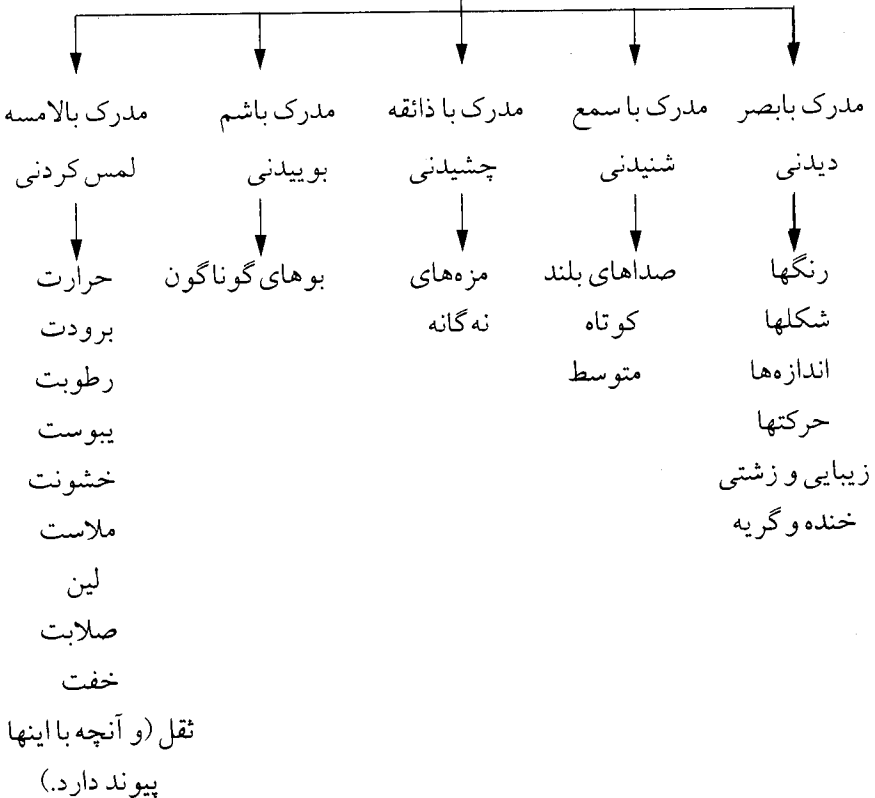 مدرک بابصر
دیدنی
رنگها
شکلها
اندازه‌ها
حرکتها
زیبایی و زشتی
خنده و گریه
مدرک با سمع
شنیدنی
صداهای بلند
کوتاه
متوسط
مدرک با ذائقه
چشیدنی
مزه‌های
نه گانه
مدرک باشم
بوییدنی
بوهای گوناگون
مدرک بالامسه
لمس کردنی
حرارت
برودت
رطوبت
یبوست
خشونت
ملاست
لین
صلابت
خفت
ثقل (و آنچه با اینها
پیوند دارد.)